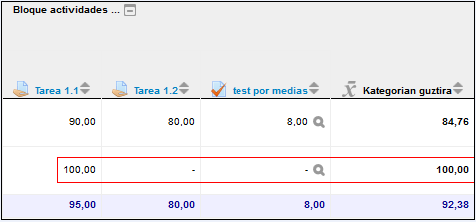 Bloque actividades ...
Tarea 1.1 Tarea 1.2 test por medias Kategorian guztira
90,00 80,00 8,00 84,76
100,00 - - 100,00
95,00 80,00 8,00 92,38